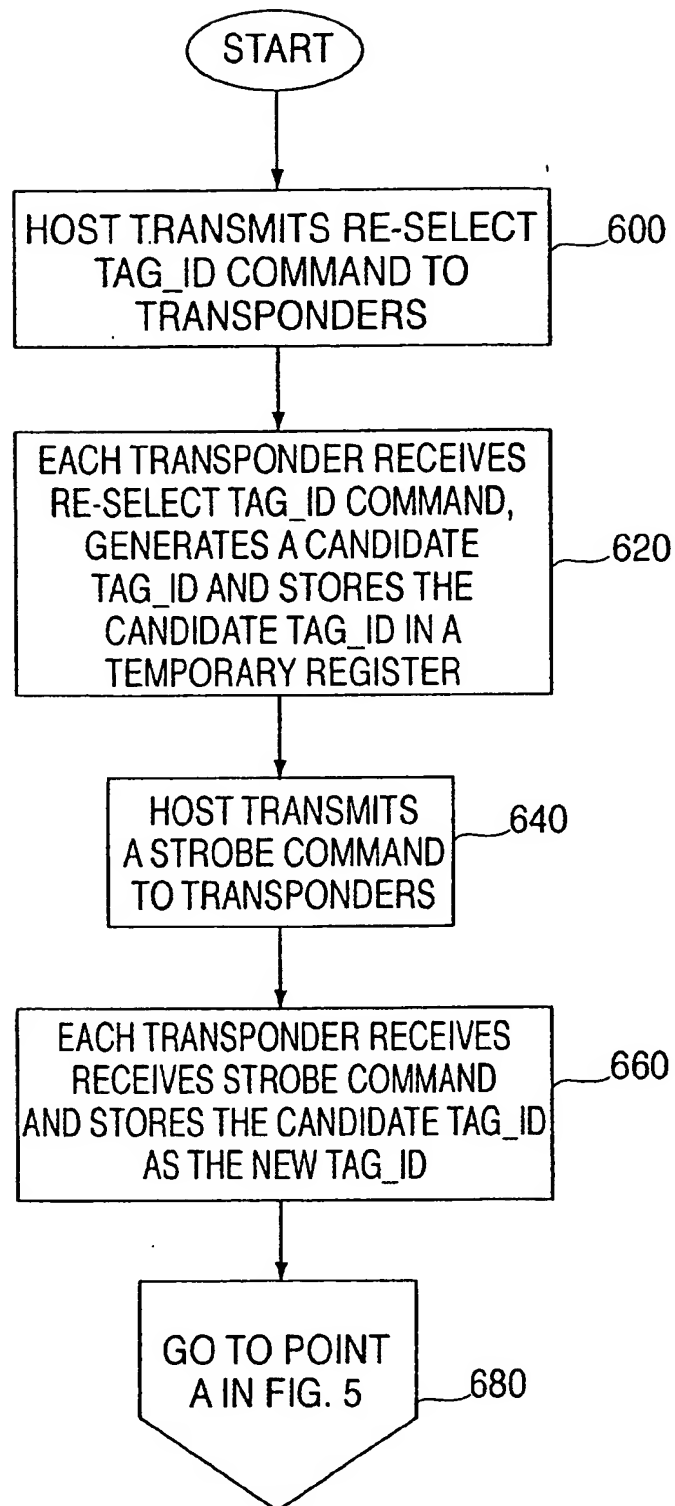 START
HOST TRANSMITS RE-SELECT
TAG_ID COMMAND TO
TRANSPONDERS
600
EACH TRANSPONDER RECEIVES
RE-SELECT TAG_ID COMMAND,
GENERATES A CANDIDATE
TAG_ID AND STORES THE
CANDIDATE TAG_ID IN A
TEMPORARY REGISTER
620
HOST TRANSMITS
A STROBE COMMAND
TO TRANSPONDERS
640
EACH TRANSPONDER RECEIVES
RECEIVES STROBE COMMAND
AND STORES THE CANDIDATE TAG_ID
AS THE NEW TAG_ID
660
GO TO POINT
A IN FIG. 5
680